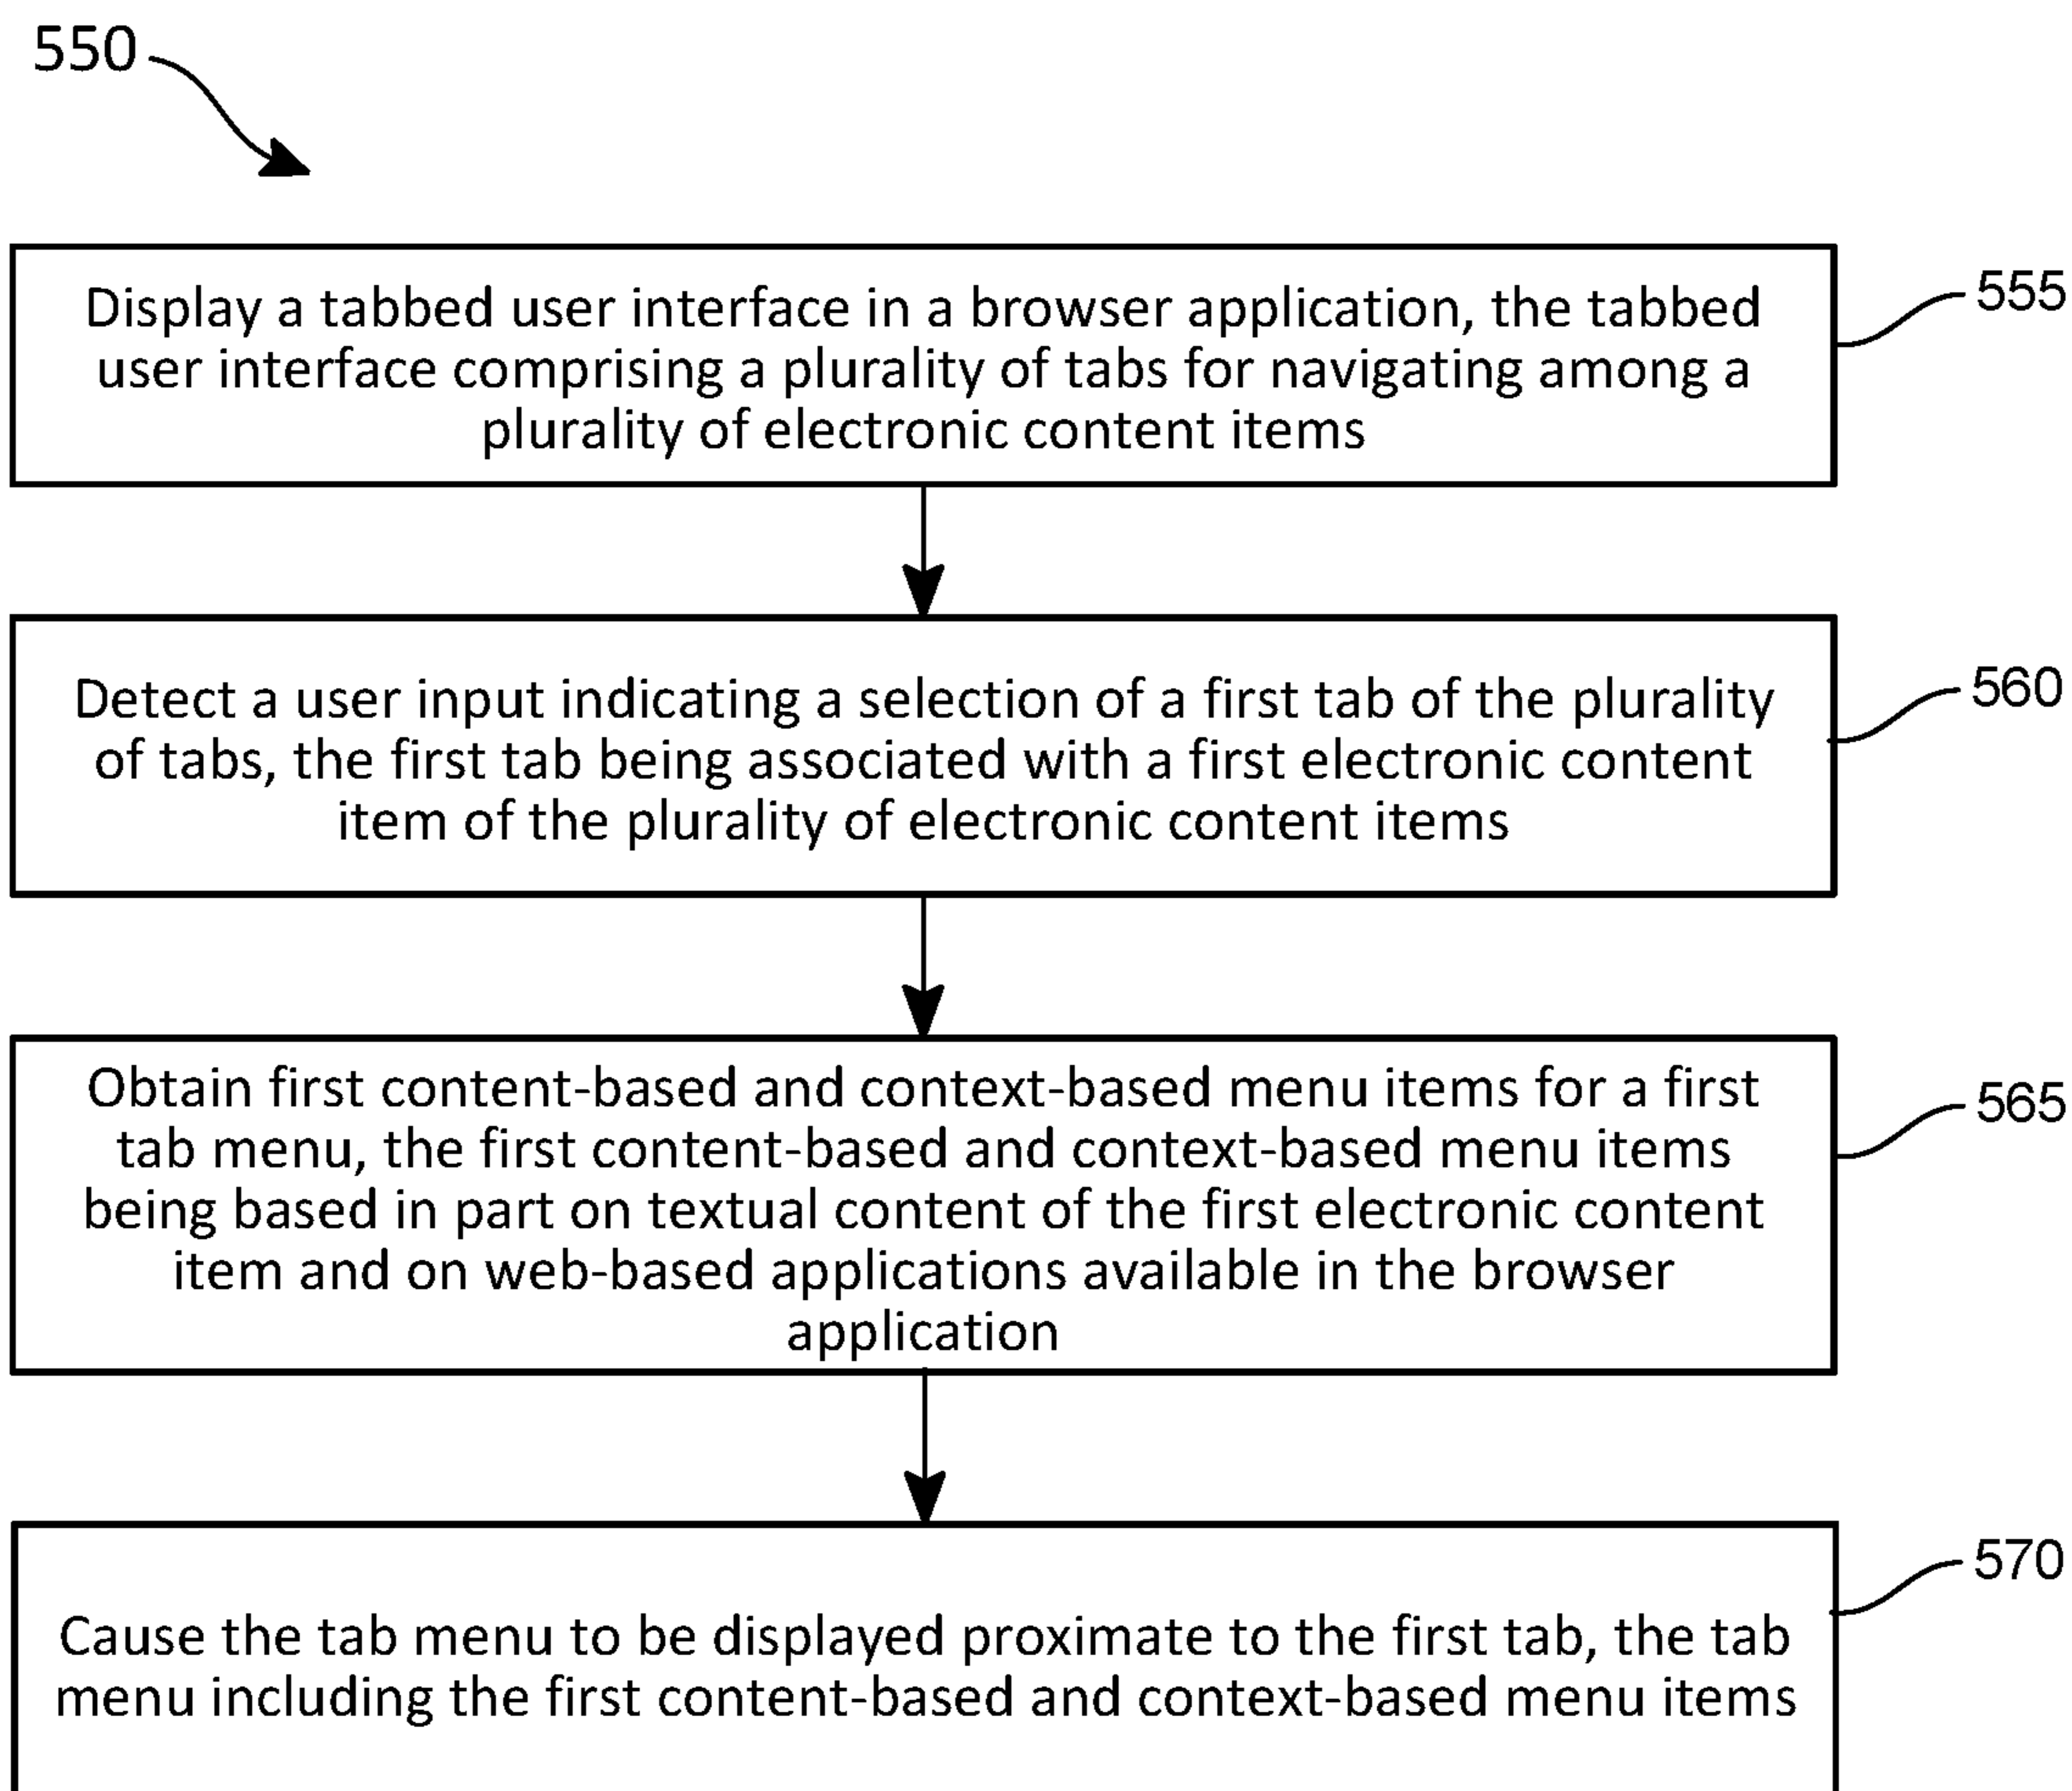 550
Display a tabbed user interface in a browser application, the tabbed
user interface comprising a plurality of tabs for navigating among a
plurality of electronic content items
555
Detect a user input indicating a selection of a first tab of the plurality
of tabs, the first tab being associated with a first electronic content
item of the plurality of electronic content items
560
Obtain first content-based and context-based menu items for a first
tab menu, the first content-based and context-based menu items
being based in part on textual content of the first electronic content
item and on web-based applications available in the browser
application
565
Cause the tab menu to be displayed proximate to the first tab, the tab
menu including the first content-based and context-based menu items
570